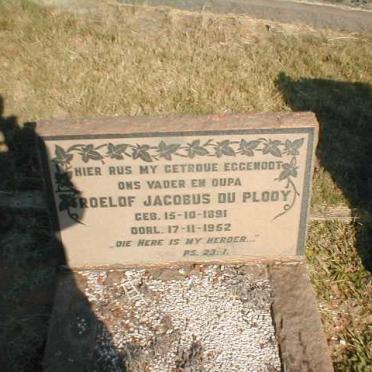 HIER RUS MY GETROUE EGGENOOT
ONS VADER EN OUPA
ROELOF JACOBUS DU PLOOY
GEB. 15-10-1891
OORL. 17-11-1952
„DIE HERE IS MY HERDER..."
PS. 23:1.